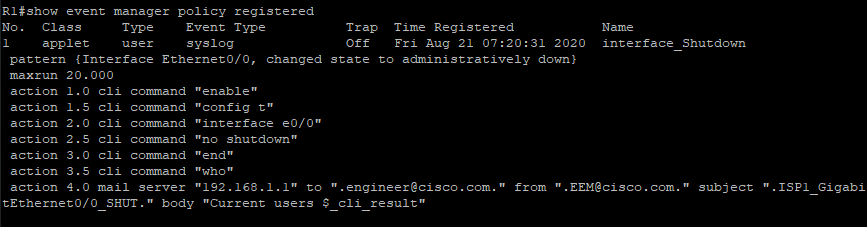 R1#show event manager policy registered
No.  Class     Type    Event Type          Trap  Time Registered           Name
1    applet    user    syslog              Off   Fri Aug 21 07:20:31 2020  interface_Shutdown
 pattern {Interface Ethernet0/0, changed state to administratively down}
 maxrun 20.000
 action 1.0 cli command "enable"
 action 1.5 cli command "config t"
 action 2.0 cli command "interface e0/0"
 action 2.5 cli command "no shutdown"
 action 3.0 cli command "end"
 action 3.5 cli command "who"
 action 4.0 mail server "192.168.1.1" to ".engineer@cisco.com." from ".EEM@cisco.com." subject ".ISP1_Gigabi
tEthernet0/0_SHUT." body "Current users $_cli_result"